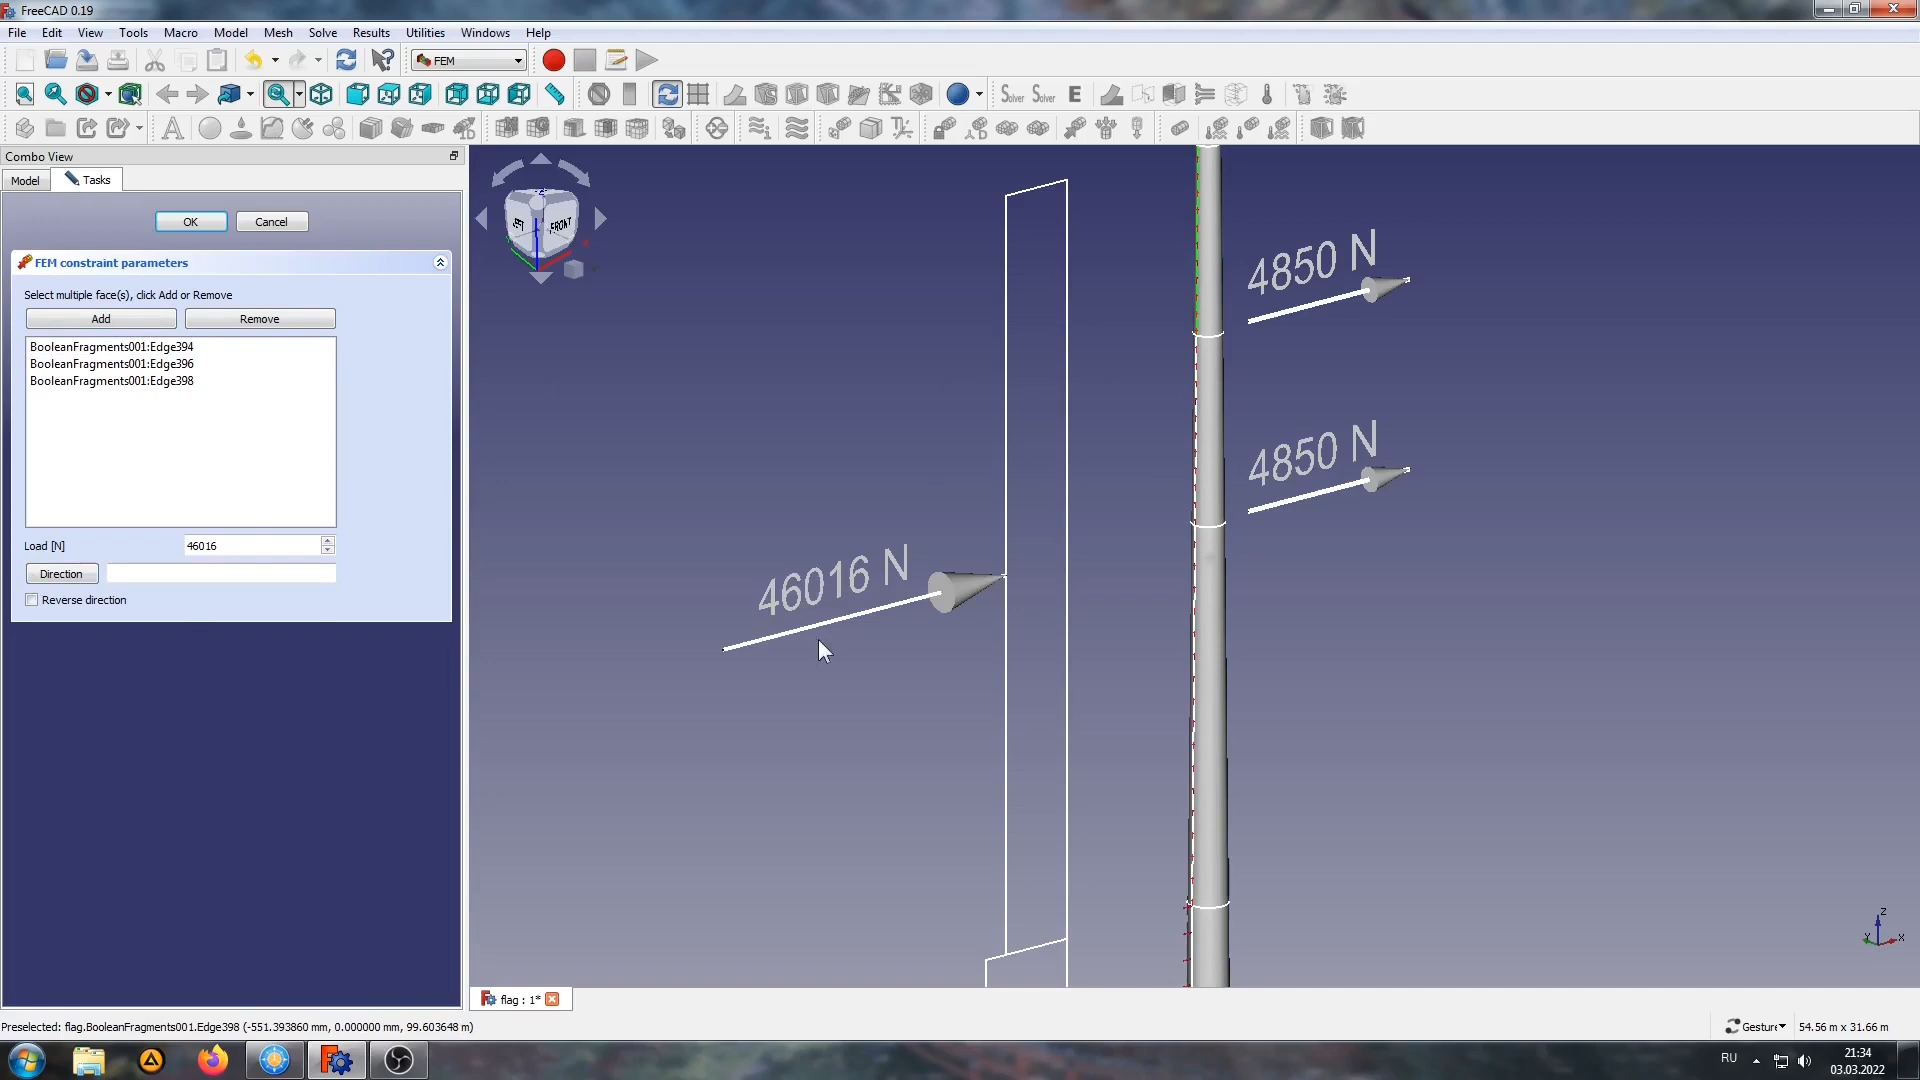 FreeCAD 0.19
File Edit View Tools Macro Model Mesh Solve Results Utilities Windows Help
FEM
Solver Solver E
Combo View
Model Tasks
OK Cancel
FEM constraint parameters
Select multiple face(s), click Add or Remove
Add Remove
BooleanFragments001:Edge394
BooleanFragments001:Edge396
BooleanFragments001:Edge398
Load [N] 46016
Direction
Reverse direction
FRONT
4850 N
4850 N
46016 N
Z
X
flag : 1*
Preselected: flag.BooleanFragments001.Edge398 (-551.393860 mm, 0.000000 mm, 99.603648 m)
Gesture 54.56 m x 31.66 m
RU
21:34
03.03.2022